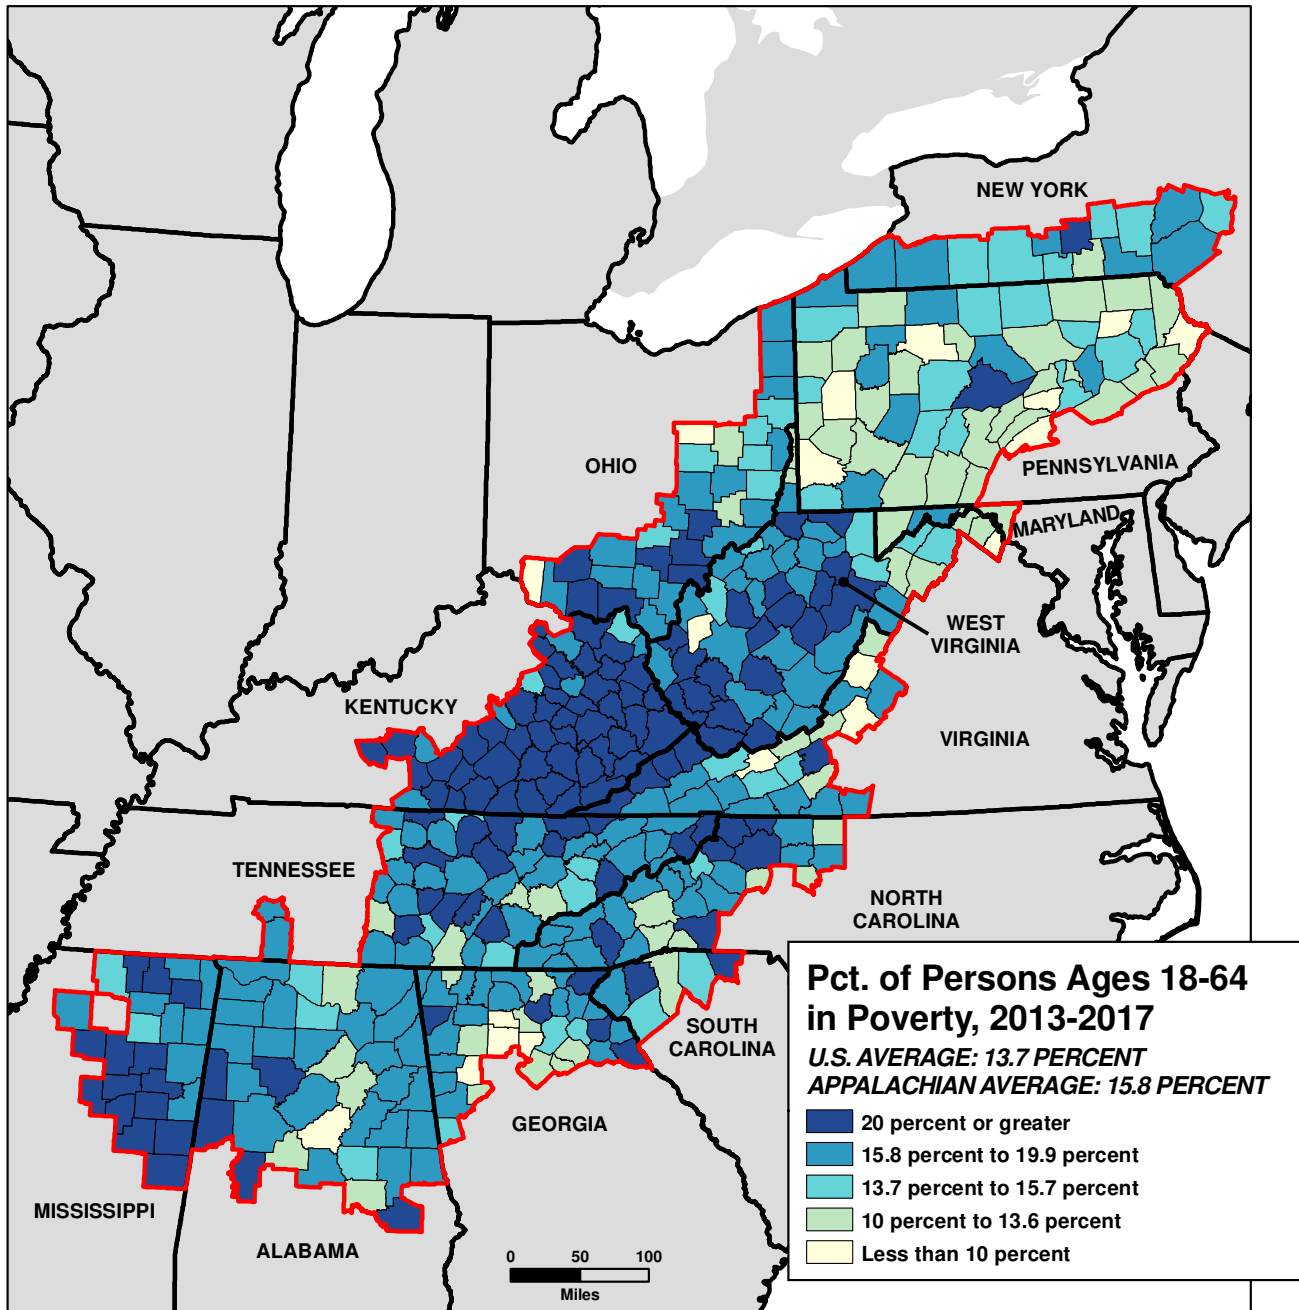 NEW YORK
OHIO
PENNSYLVANIA
MARYLAND
WEST
VIRGINIA
KENTUCKY
VIRGINIA
TENNESSEE
NORTH
CAROLINA
SOUTH
CAROLINA
GEORGIA
MISSISSIPPI
ALABAMA
Pct. of Persons Ages 18-64
in Poverty, 2013-2017
U.S. AVERAGE: 13.7 PERCENT
APPALACHIAN AVERAGE: 15.8 PERCENT
20 percent or greater
15.8 percent to 19.9 percent
13.7 percent to 15.7 percent
10 percent to 13.6 percent
Less than 10 percent
0 50 100
Miles